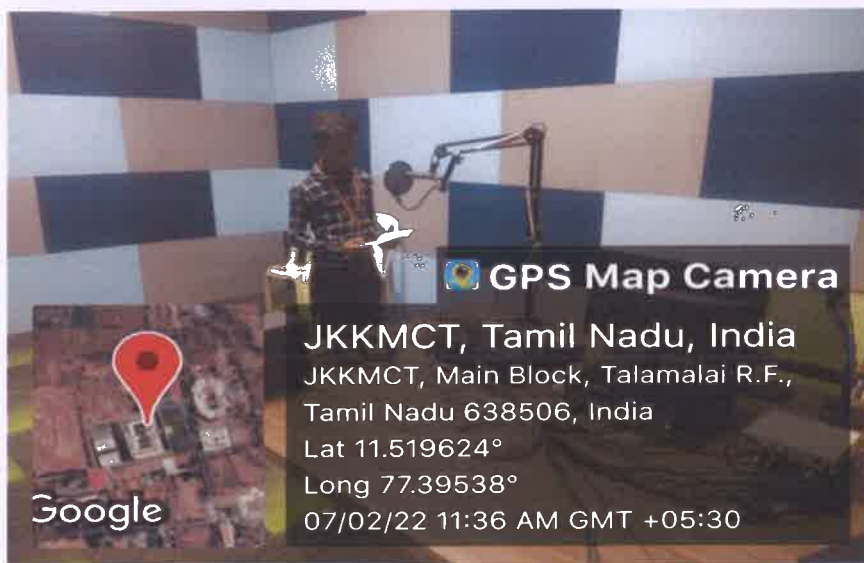 GPS Map Camera
JKKMCT, Tamil Nadu, India
JKKMCT, Main Block, Talamalai R.F.,
Tamil Nadu 638506, India
Lat 11.519624°
Long 77.39538°
07/02/22 11:36 AM GMT +05:30
Google